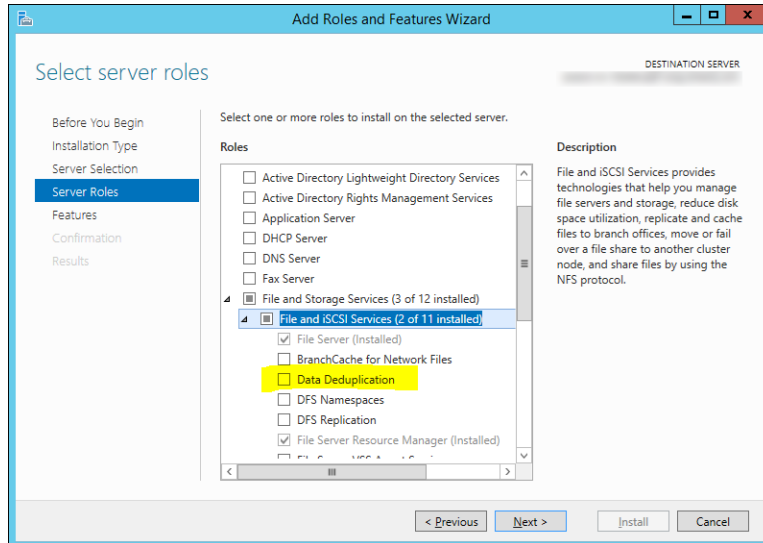 Add Roles and Features Wizard
Select server roles
DESTINATION SERVER
Before You Begin
Installation Type
Server Selection
Server Roles
Features
Confirmation
Results
Select one or more roles to install on the selected server.
Roles
Active Directory Lightweight Directory Services
Active Directory Rights Management Services
Application Server
DHCP Server
DNS Server
Fax Server
File and Storage Services (3 of 12 installed)
File and iSCSI Services (2 of 11 installed)
File Server (Installed)
BranchCache for Network Files
Data Deduplication
DFS Namespaces
DFS Replication
File Server Resource Manager (Installed)
Description
File and iSCSI Services provides
technologies that help you manage
file servers and storage, reduce disk
space utilization, replicate and cache
files to branch offices, move or fail
over a file share to another cluster
node, and share files by using the
NFS protocol.
< Previous
Next >
Install
Cancel